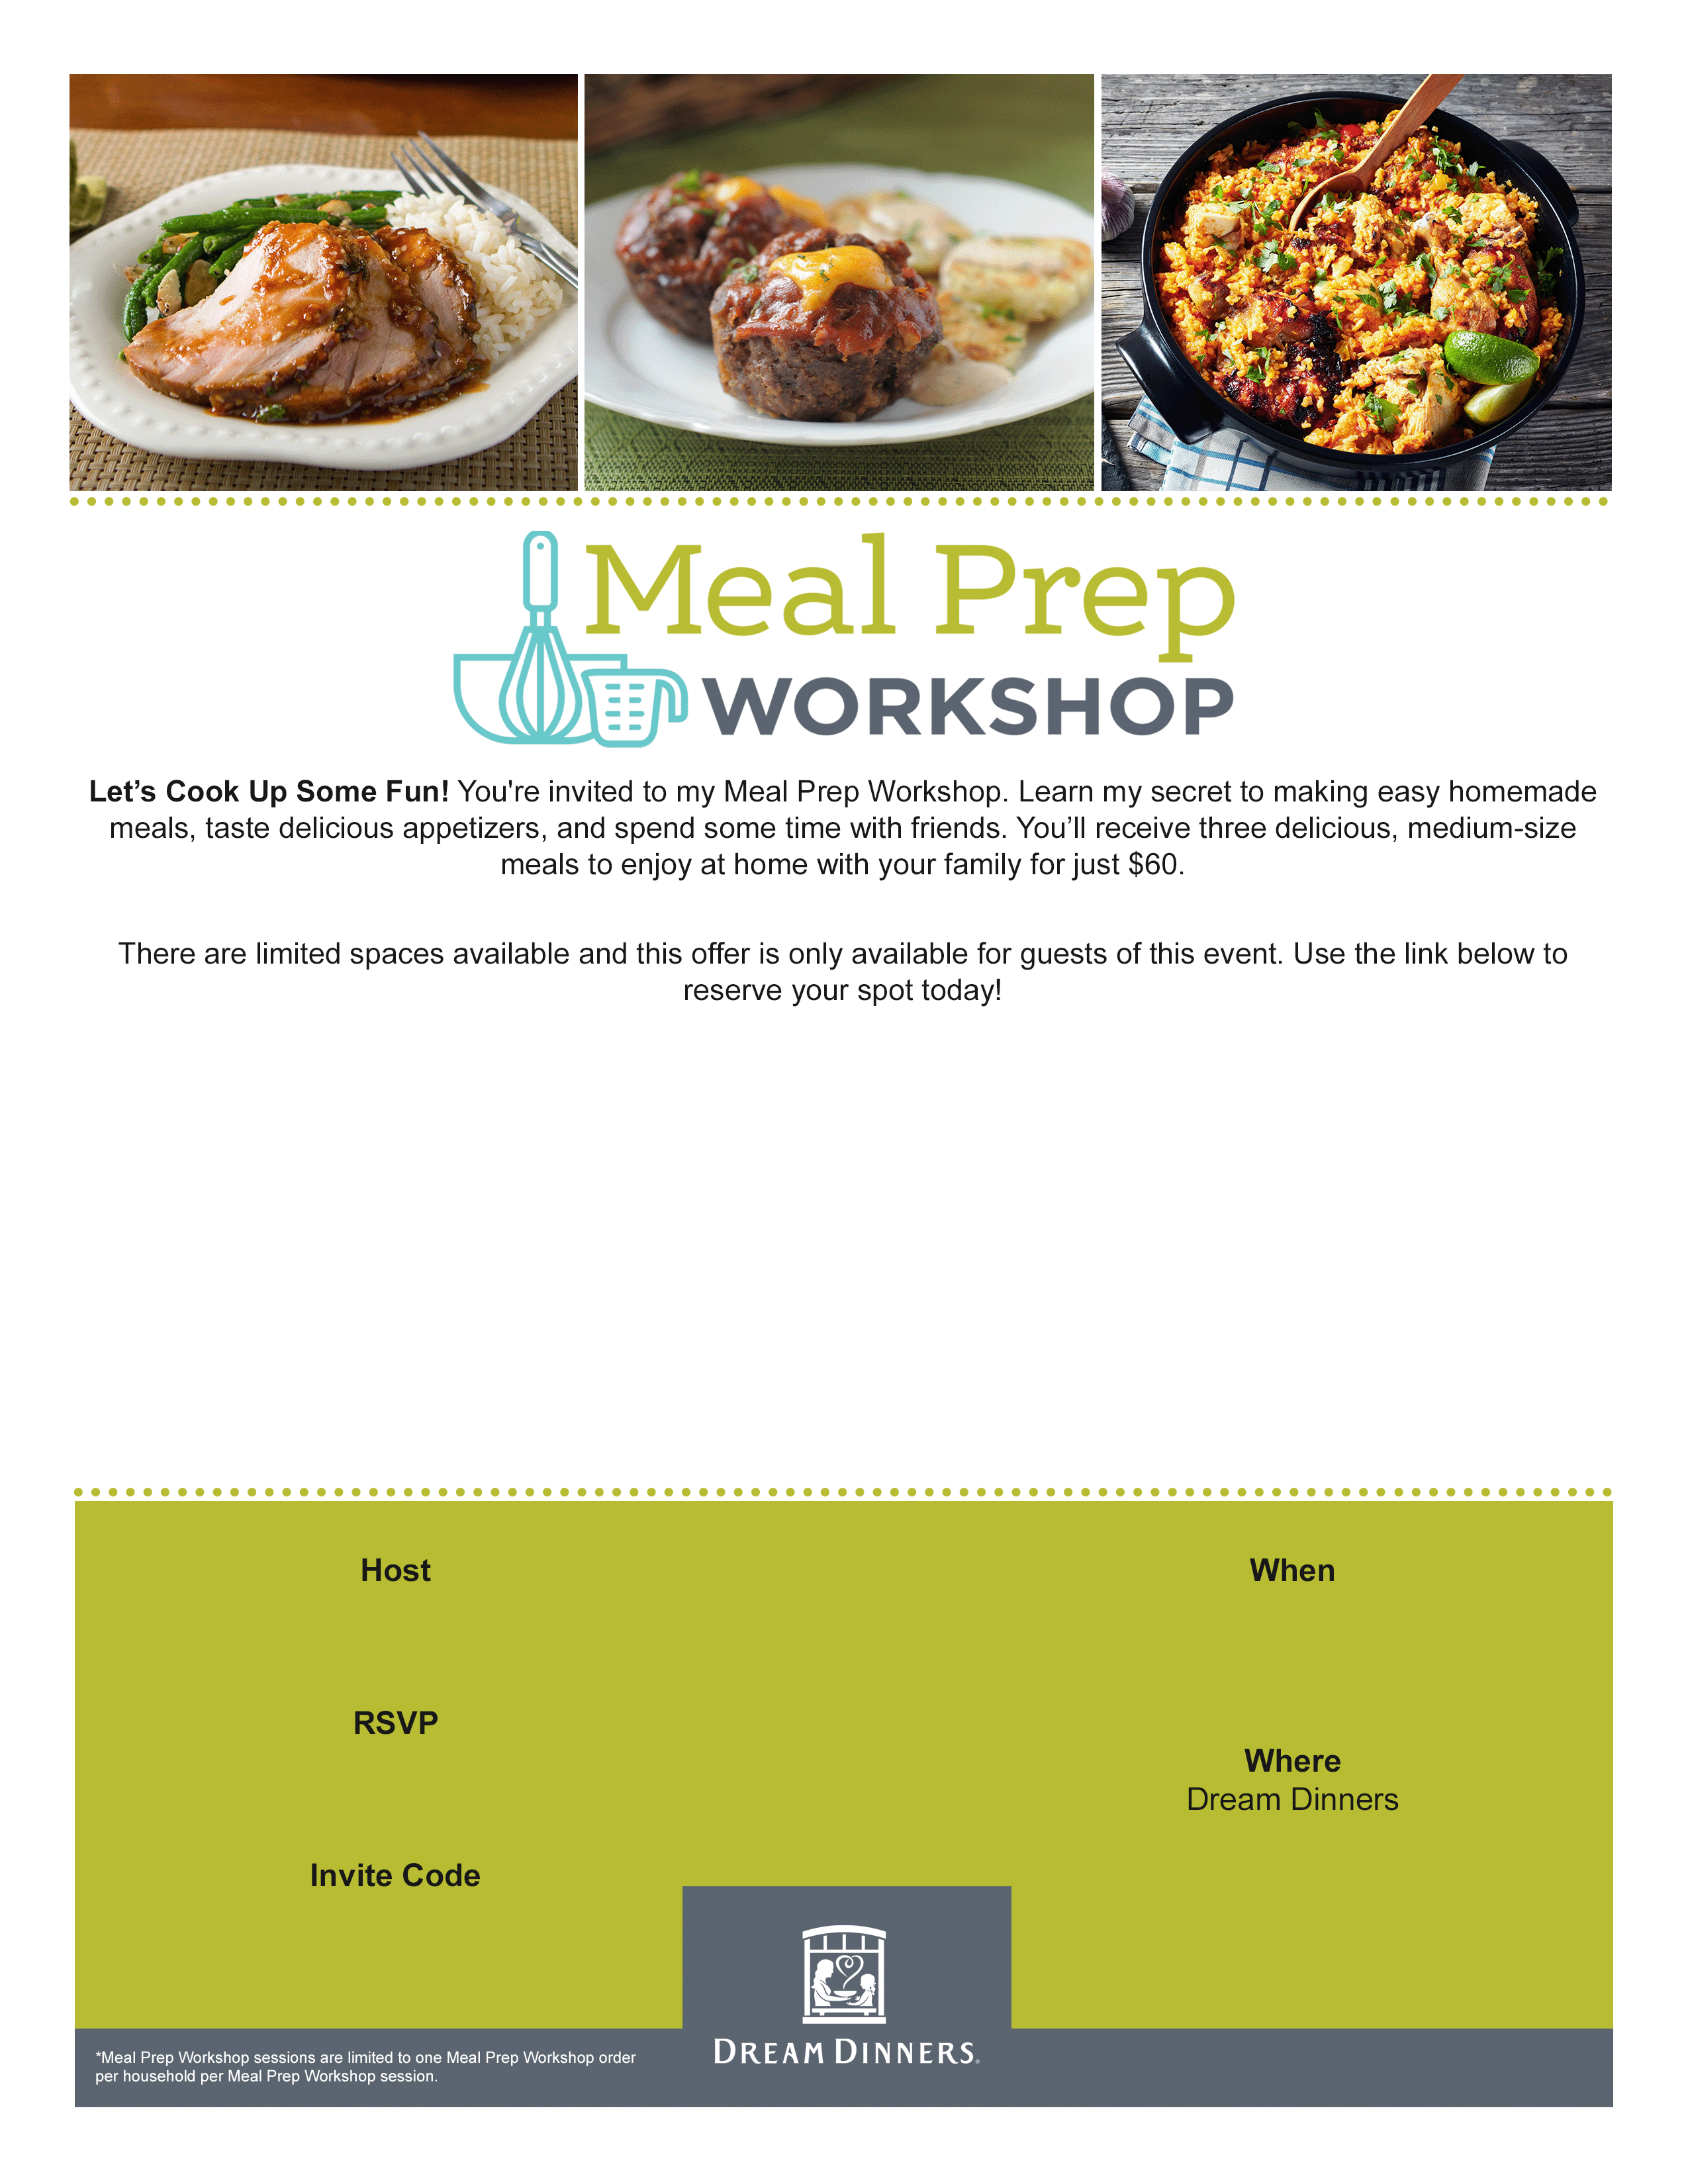 Meal Prep
WORKSHOP
Let’s Cook Up Some Fun! You're invited to my Meal Prep Workshop. Learn my secret to making easy homemade
meals, taste delicious appetizers, and spend some time with friends. You’ll receive three delicious, medium-size
meals to enjoy at home with your family for just $60.
There are limited spaces available and this offer is only available for guests of this event. Use the link below to
reserve your spot today!
Host
RSVP
Invite Code
When
Where
Dream Dinners
*Meal Prep Workshop sessions are limited to one Meal Prep Workshop order
per household per Meal Prep Workshop session.
DREAM DINNERS®